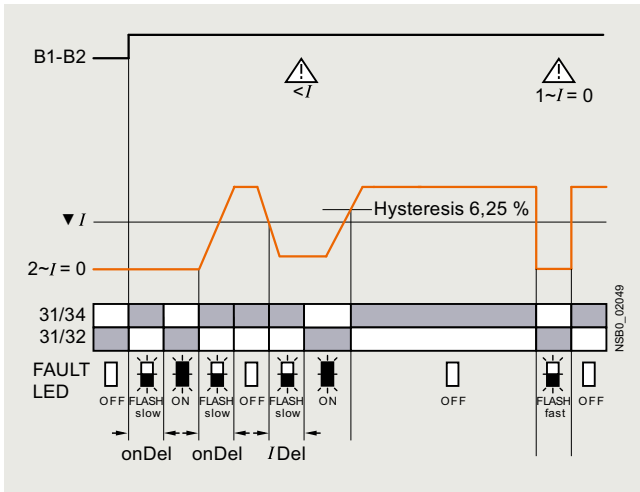 B1-B2
<I
1~I = 0
Hysteresis 6,25 %
▼ I
2~I = 0
NSB0_02049
31/34
31/32
FAULT
LED
OFF FLASH ON FLASH OFF FLASH ON OFF FLASH OFF
slow slow slow fast
onDel onDel I Del